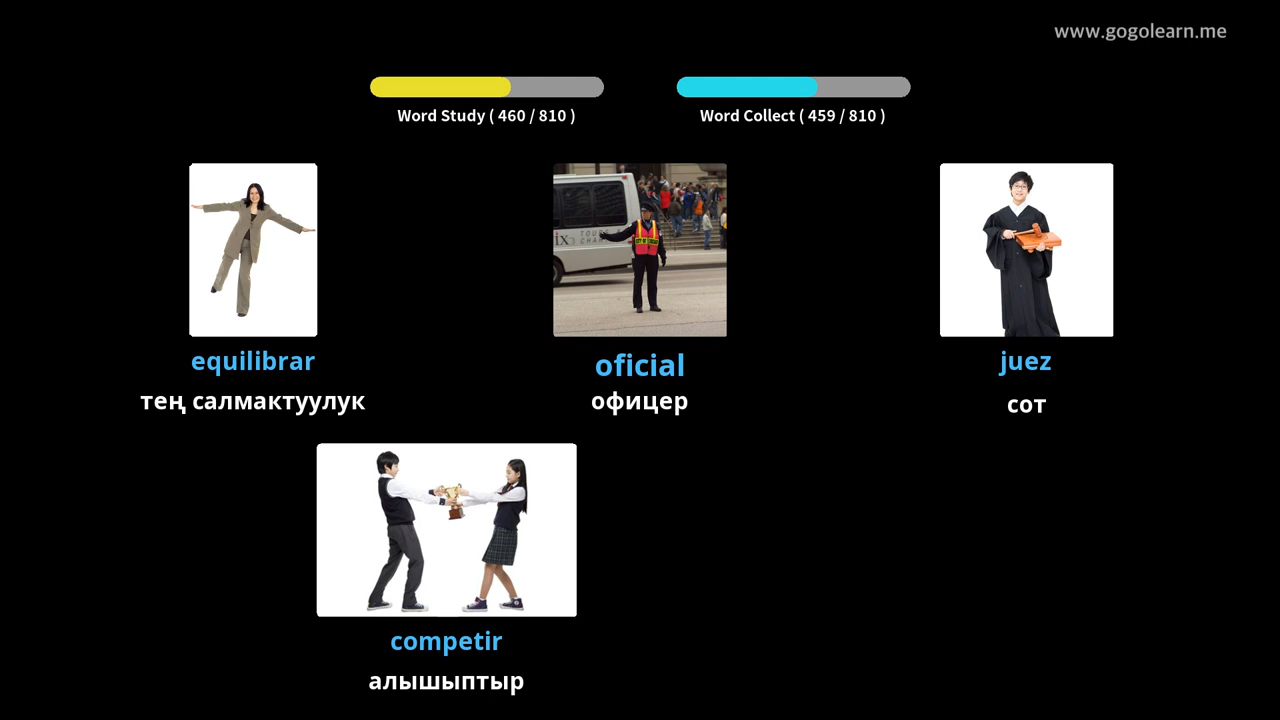 www.gogolearn.me
Word Study ( 460 / 810 )
Word Collect ( 459 / 810 )
equilibrar
oficial
juez
тең салмактуулук
офицер
сот
competir
алышыптыр